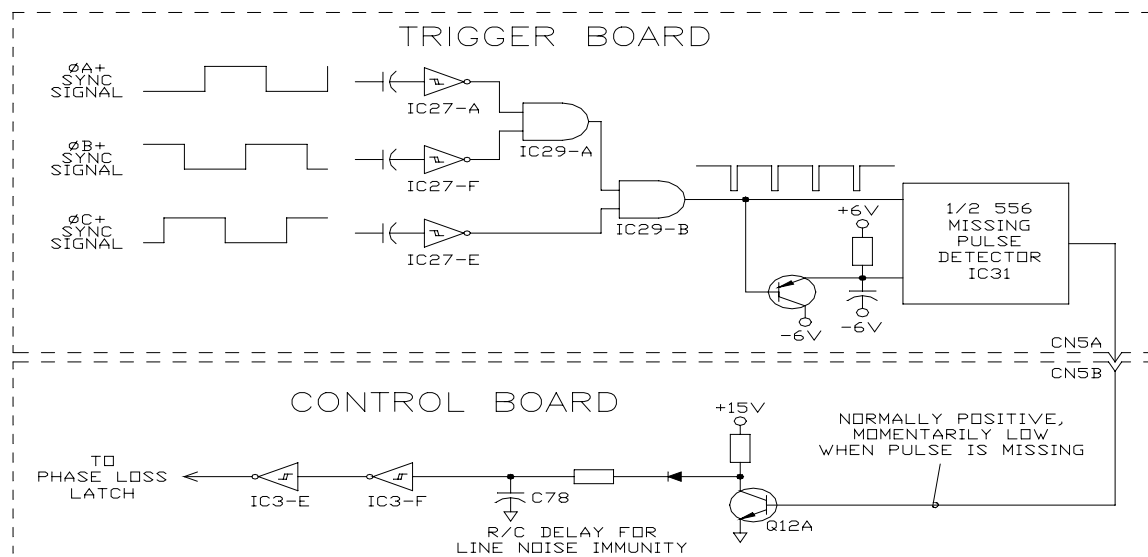 TRIGGER BOARD
ØA+
SYNC
SIGNAL
IC27-A
IC29-A
ØB+
SYNC
SIGNAL
IC27-F
ØC+
SYNC
SIGNAL
IC27-E
IC29-B
+6V
-6V
-6V
1/2 556
MISSING
PULSE
DETECTOR
IC31
CN5A
CN5B
CONTROL BOARD
+15V
NORMALLY POSITIVE,
MOMENTARILY LOW
WHEN PULSE IS MISSING
TO
PHASE LOSS
LATCH
IC3-E
IC3-F
C78
Q12A
R/C DELAY FOR
LINE NOISE IMMUNITY